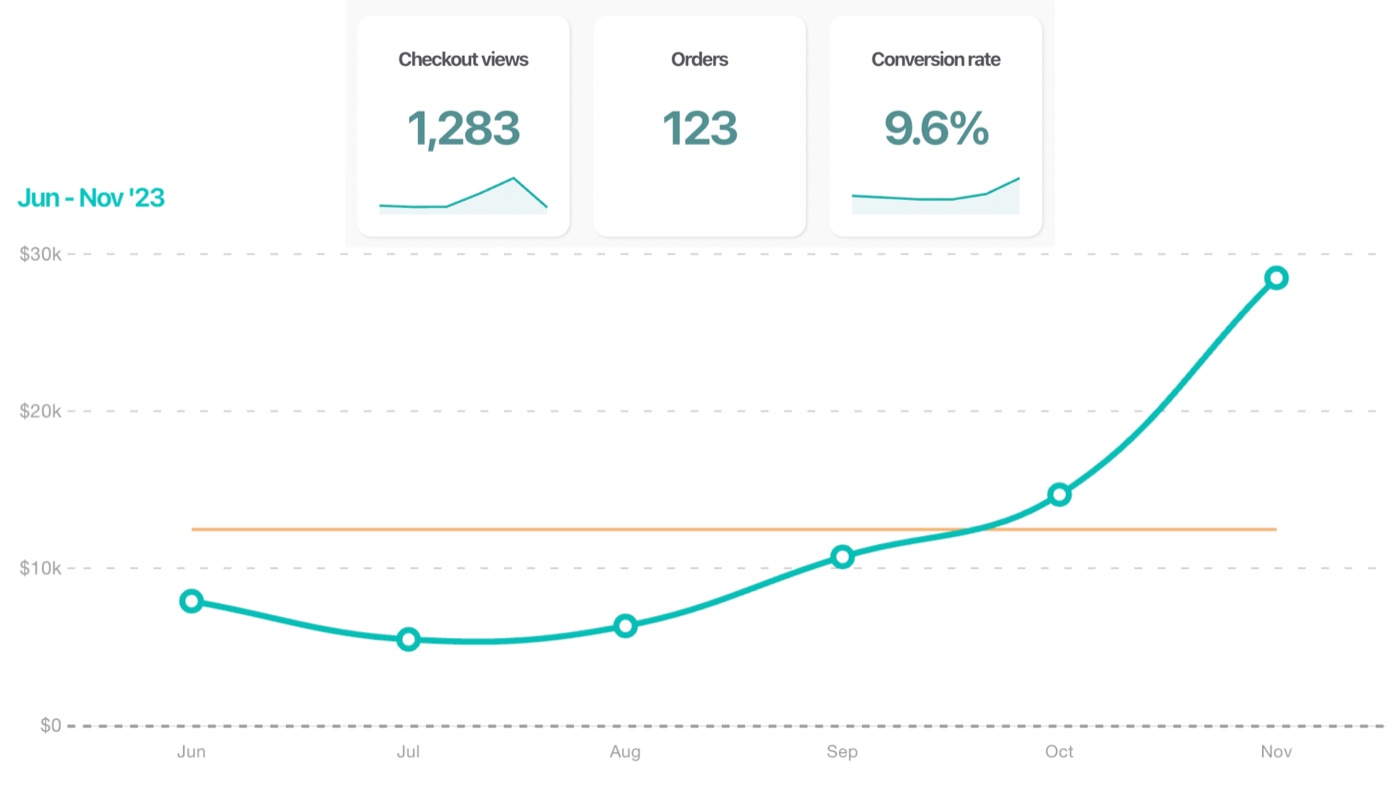 Checkout views
Orders
Conversion rate
1,283
123
9.6%
Jun - Nov '23
$30k
$20k
$10k
$0
Jun
Jul
Aug
Sep
Oct
Nov